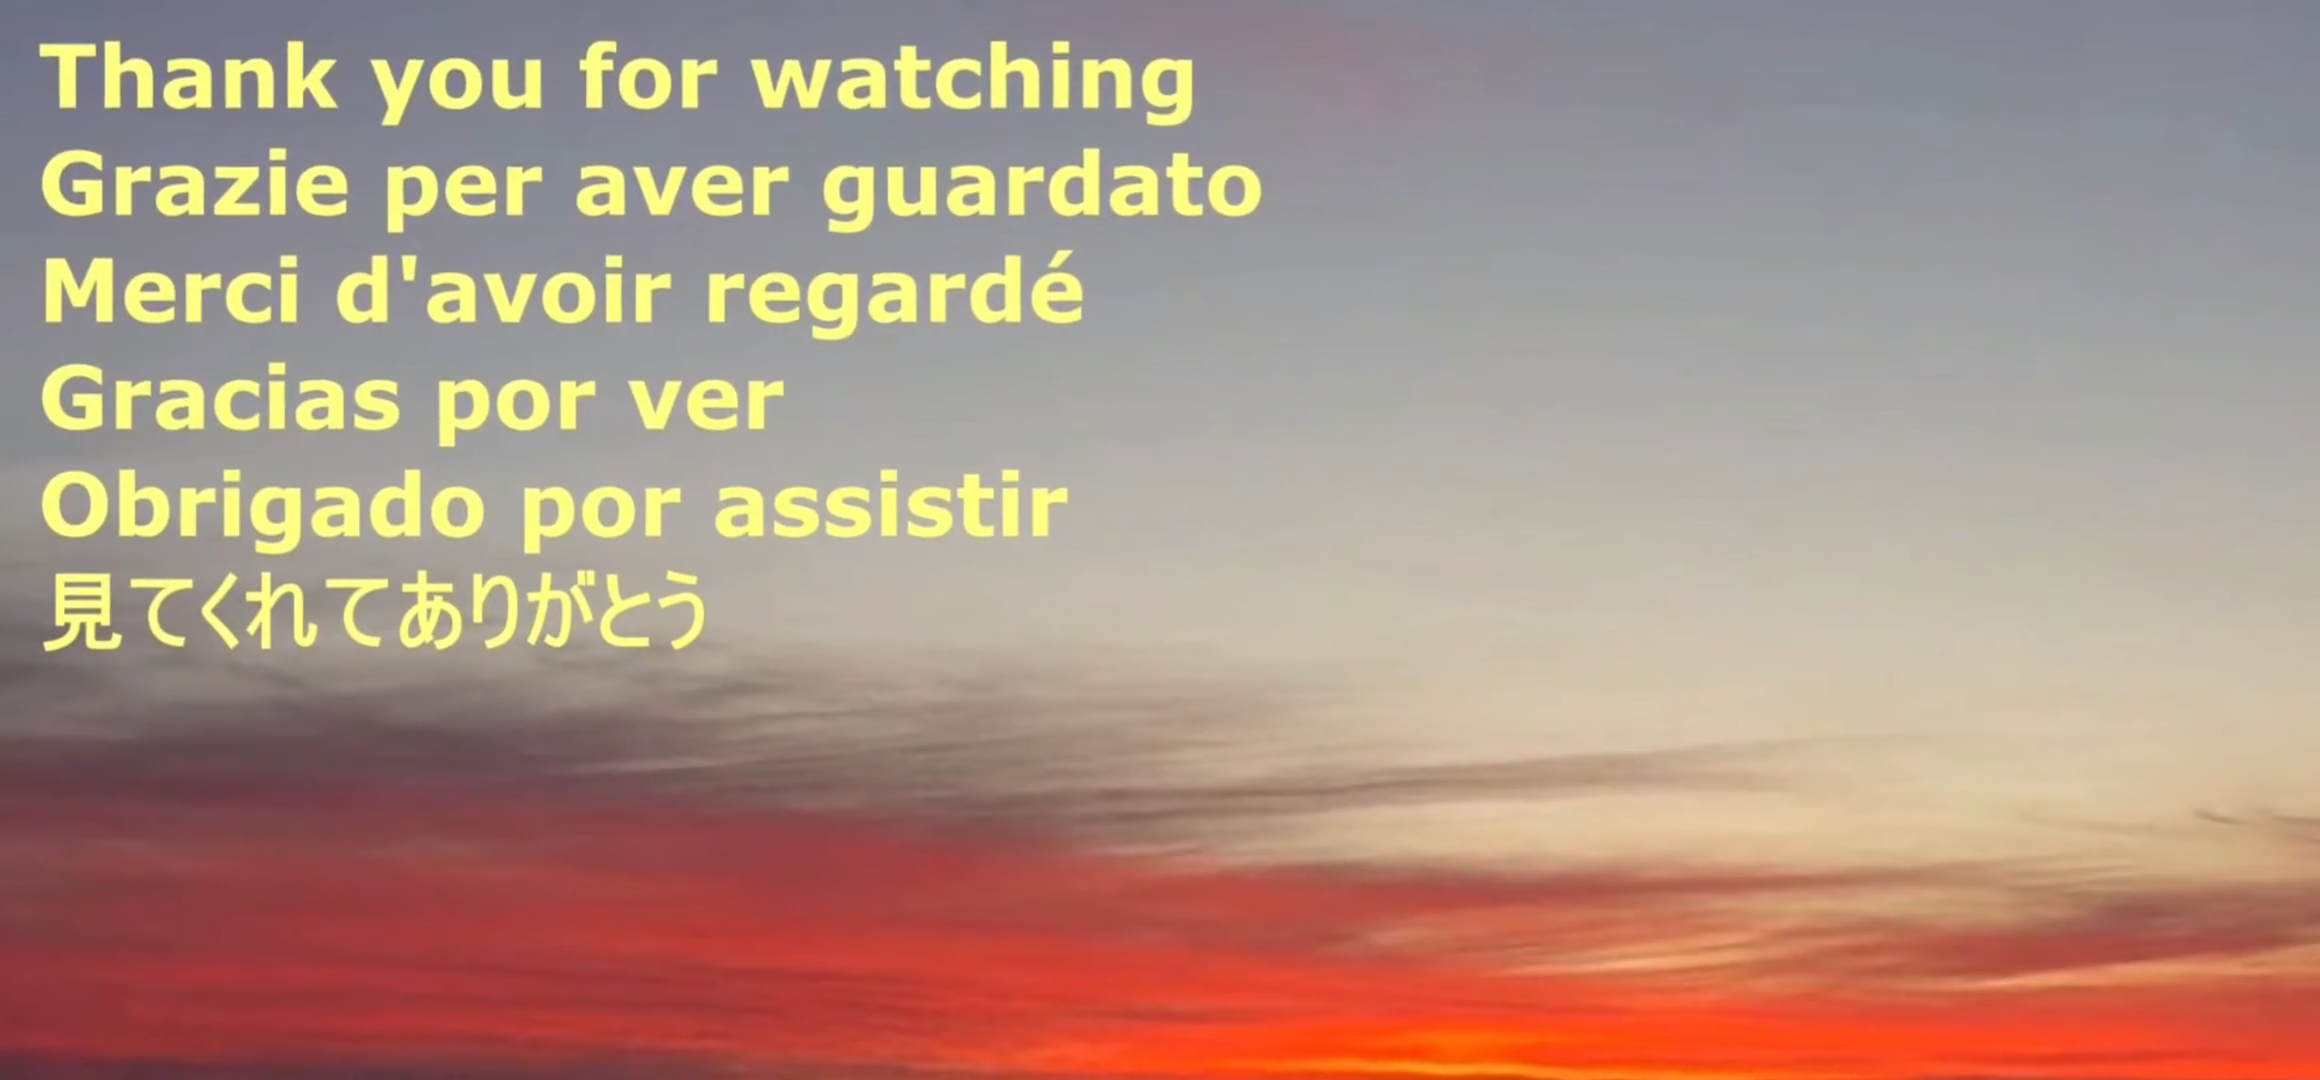 Thank you for watching
Grazie per aver guardato
Merci d'avoir regardé
Gracias por ver
Obrigado por assistir
見てくれてありがとう